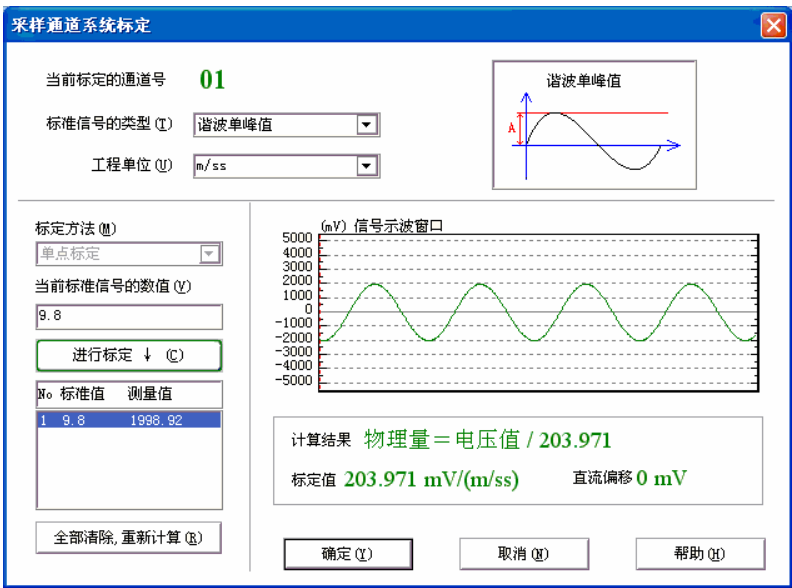 采样通道系统标定
当前标定的通道号 01
标准信号的类型(T) 谐波单峰值
工程单位(U) m/ss
谐波单峰值
A
标定方法(M)
单点标定
当前标准信号的数值(V)
9.8
进行标定 ↓ (C)
No 标准值 测量值
1 9.8 1998.92
全部清除,重新计算(R)
(mV) 信号示波窗口
5000
4000
3000
2000
1000
0
-1000
-2000
-3000
-4000
-5000
计算结果 物理量=电压值 / 203.971
标定值 203.971 mV/(m/ss) 直流偏移 0 mV
确定(Y) 取消(N) 帮助(H)